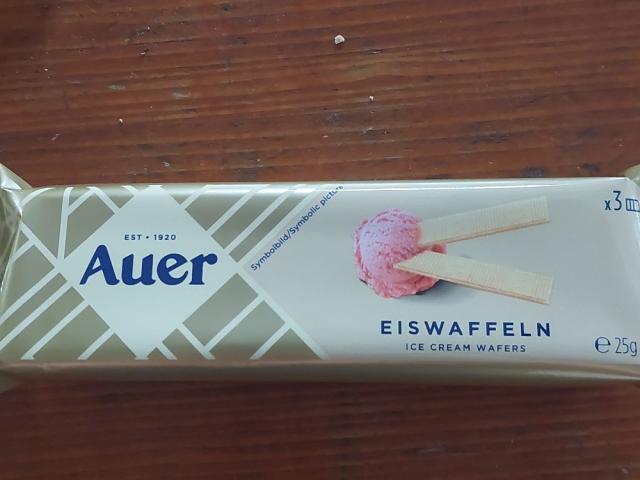 EST • 1920
Auer
Symbolbild/Symbolic picture
x3
EISWAFFELN
ICE CREAM WAFERS
℮ 25g